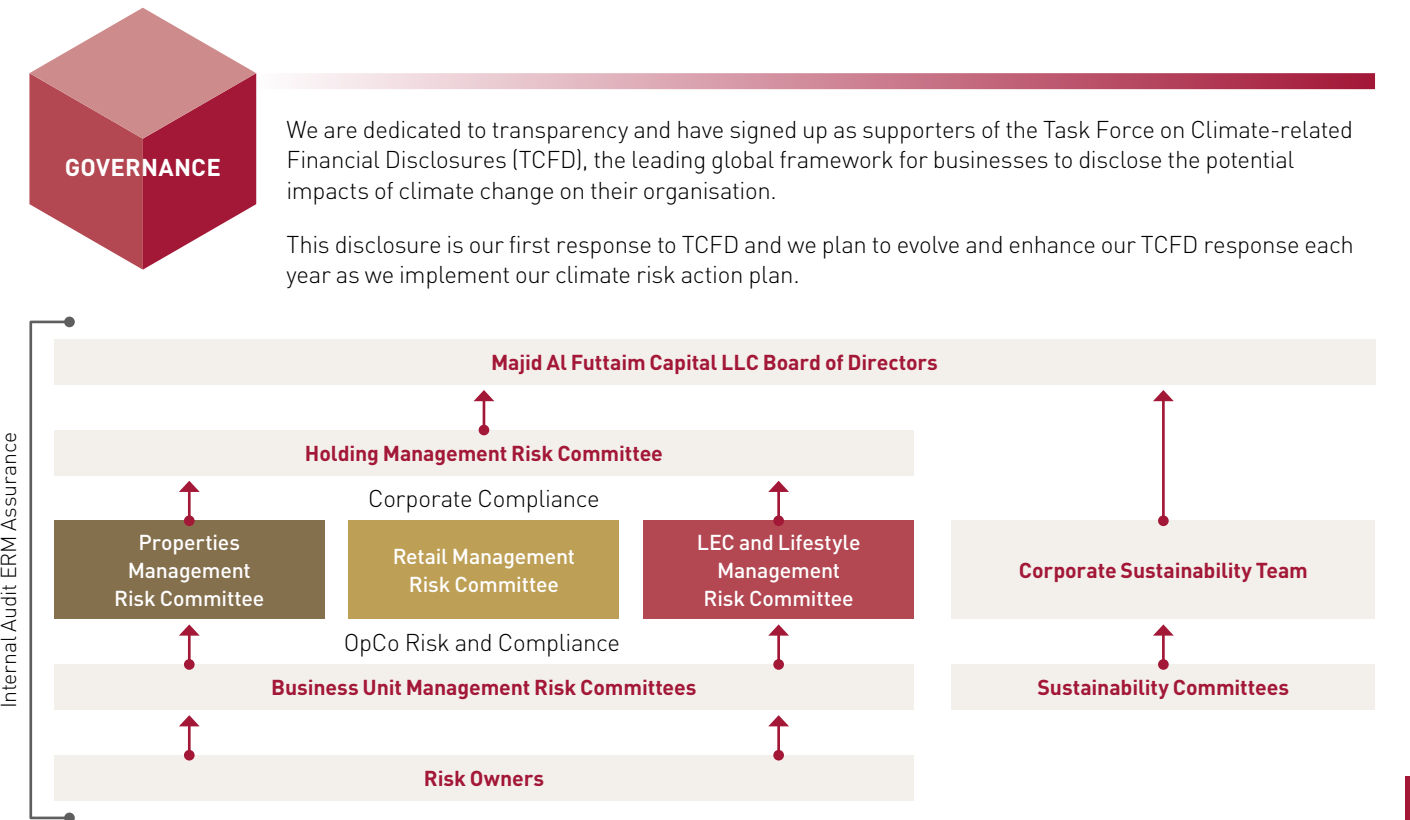 GOVERNANCE
We are dedicated to transparency and have signed up as supporters of the Task Force on Climate-related
Financial Disclosures (TCFD), the leading global framework for businesses to disclose the potential
impacts of climate change on their organisation.
This disclosure is our first response to TCFD and we plan to evolve and enhance our TCFD response each
year as we implement our climate risk action plan.
Internal Audit ERM Assurance
Majid Al Futtaim Capital LLC Board of Directors
Holding Management Risk Committee
Corporate Compliance
Properties
Management
Risk Committee
Retail Management
Risk Committee
LEC and Lifestyle
Management
Risk Committee
Corporate Sustainability Team
OpCo Risk and Compliance
Business Unit Management Risk Committees
Sustainability Committees
Risk Owners